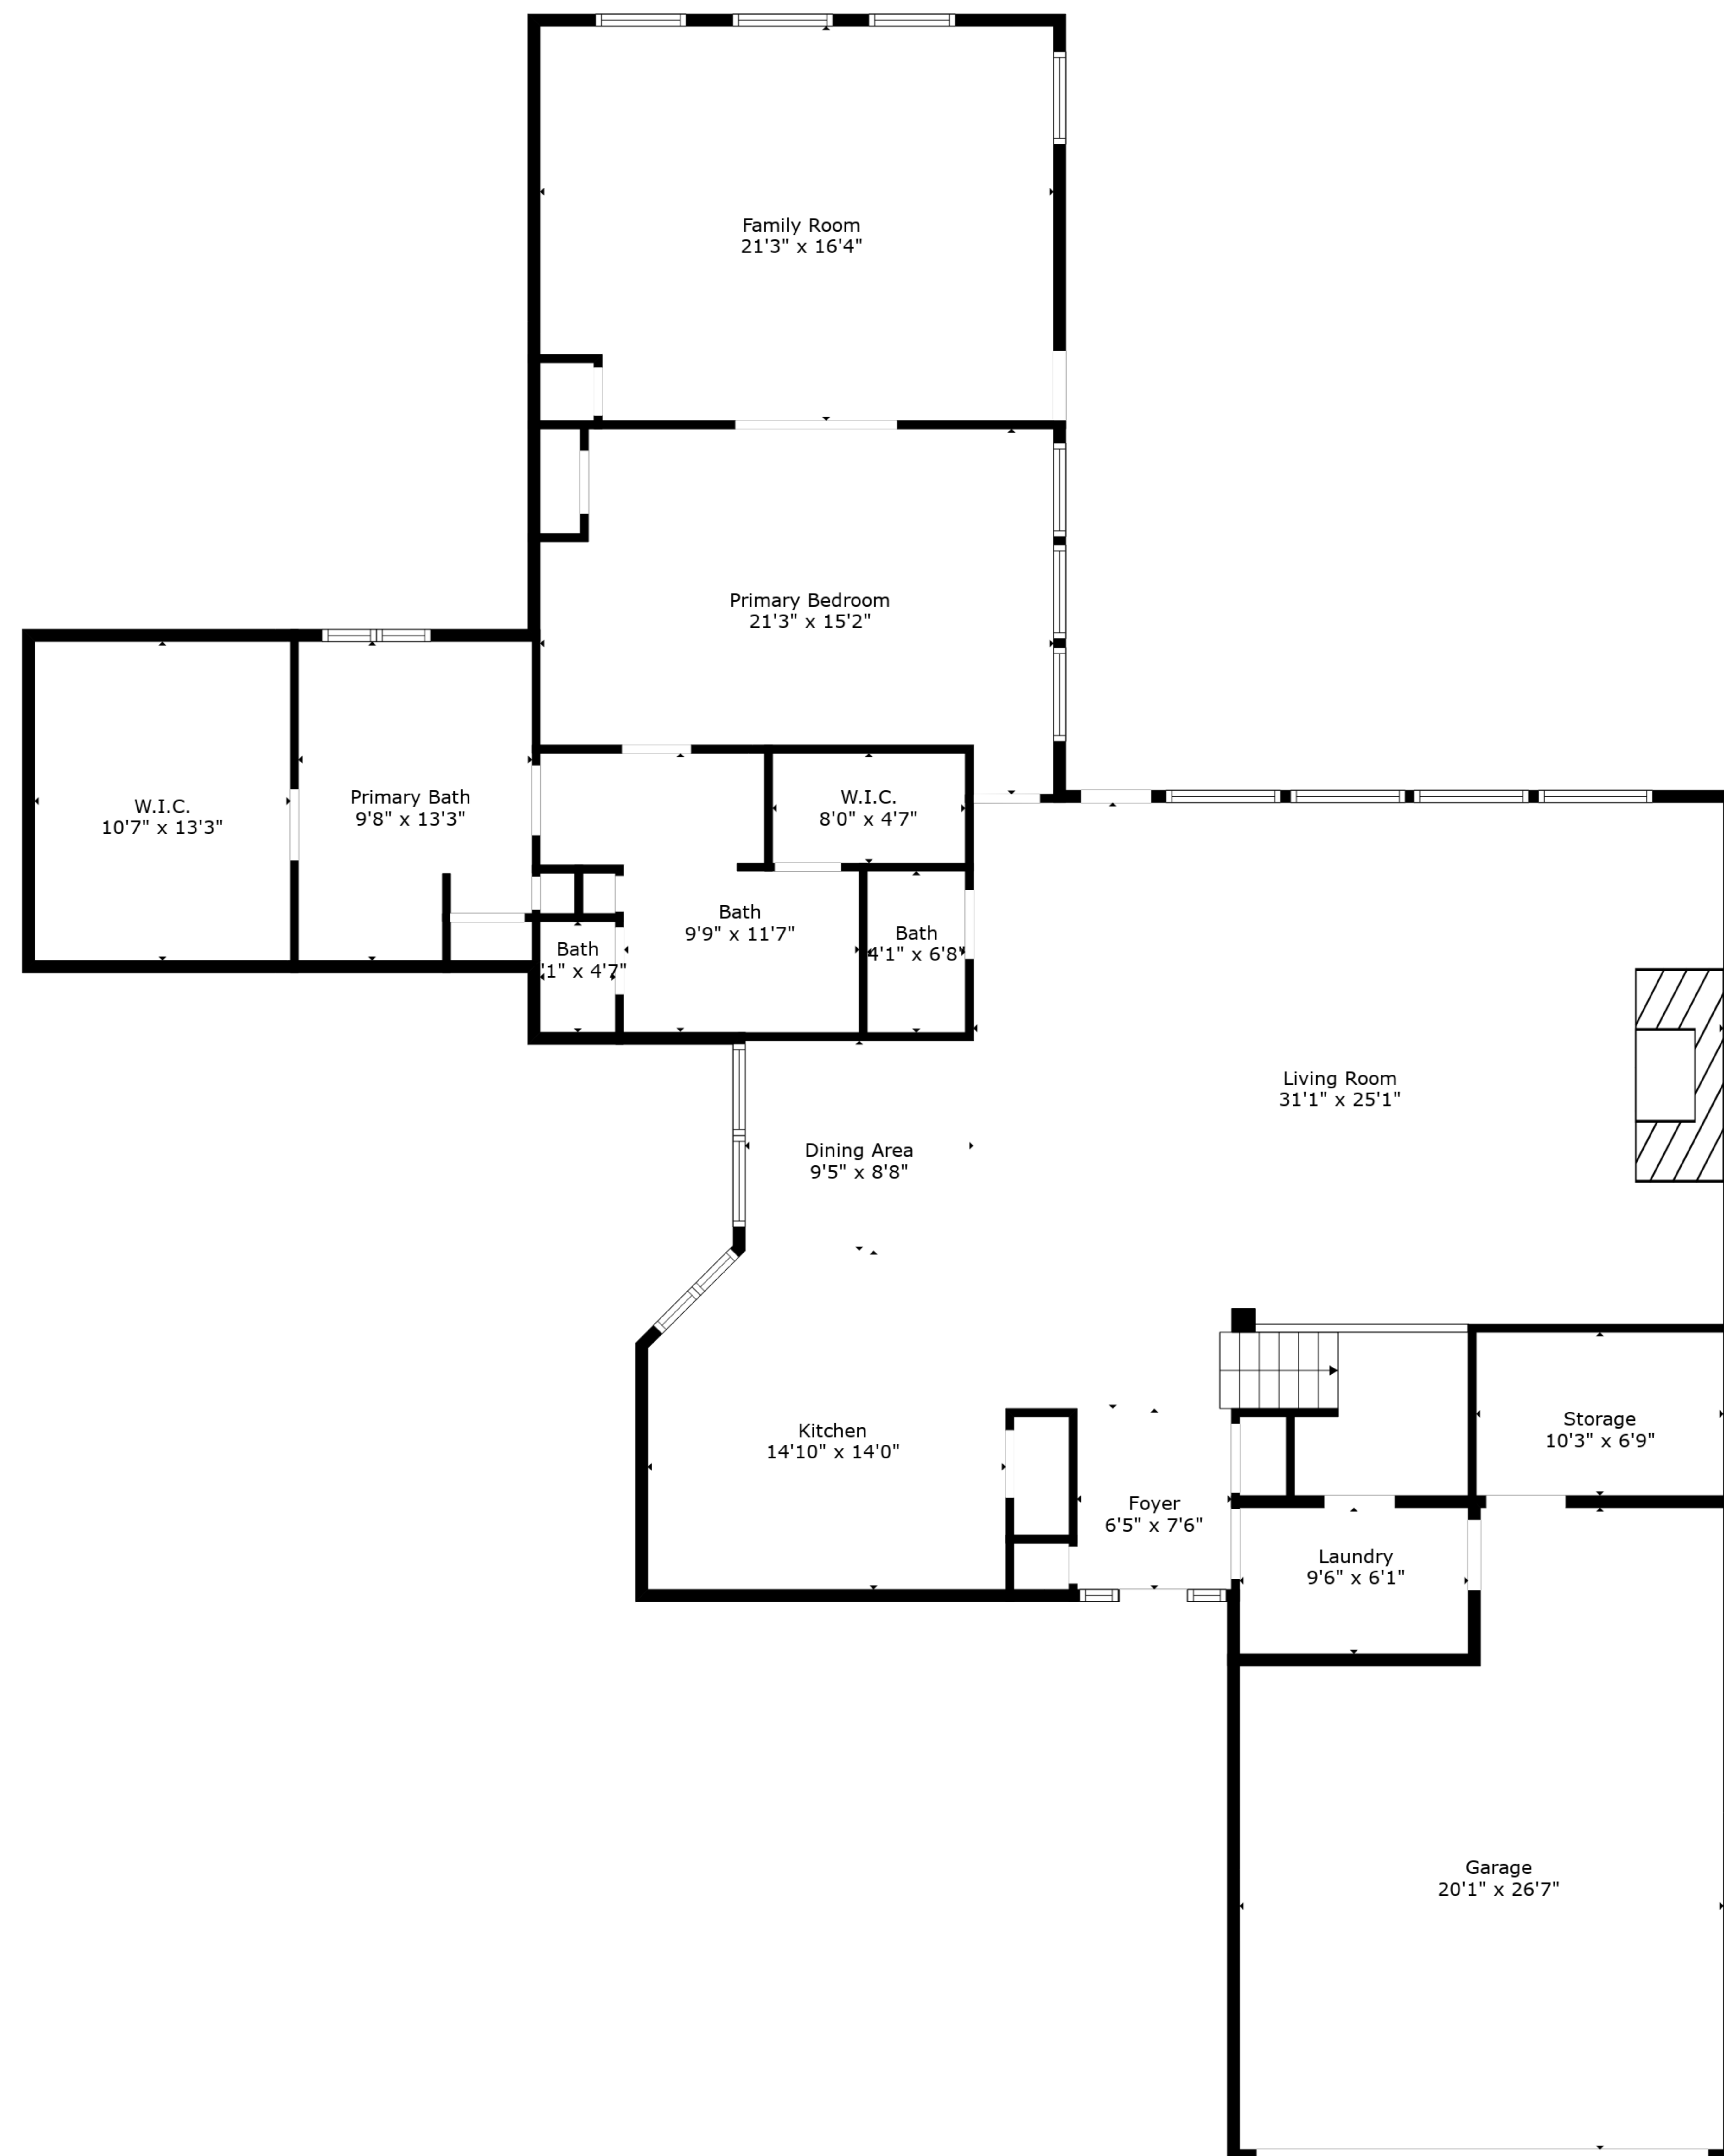 Family Room
21'3" x 16'4"
Primary Bedroom
21'3" x 15'2"
W.I.C.
10'7" x 13'3"
Primary Bath
9'8" x 13'3"
W.I.C.
8'0" x 4'7"
Bath
9'9" x 11'7"
Bath
4'1" x 6'8"
Bath
'1" x 4'7"
Living Room
31'1" x 25'1"
Dining Area
9'5" x 8'8"
Kitchen
14'10" x 14'0"
Storage
10'3" x 6'9"
Foyer
6'5" x 7'6"
Laundry
9'6" x 6'1"
Garage
20'1" x 26'7"